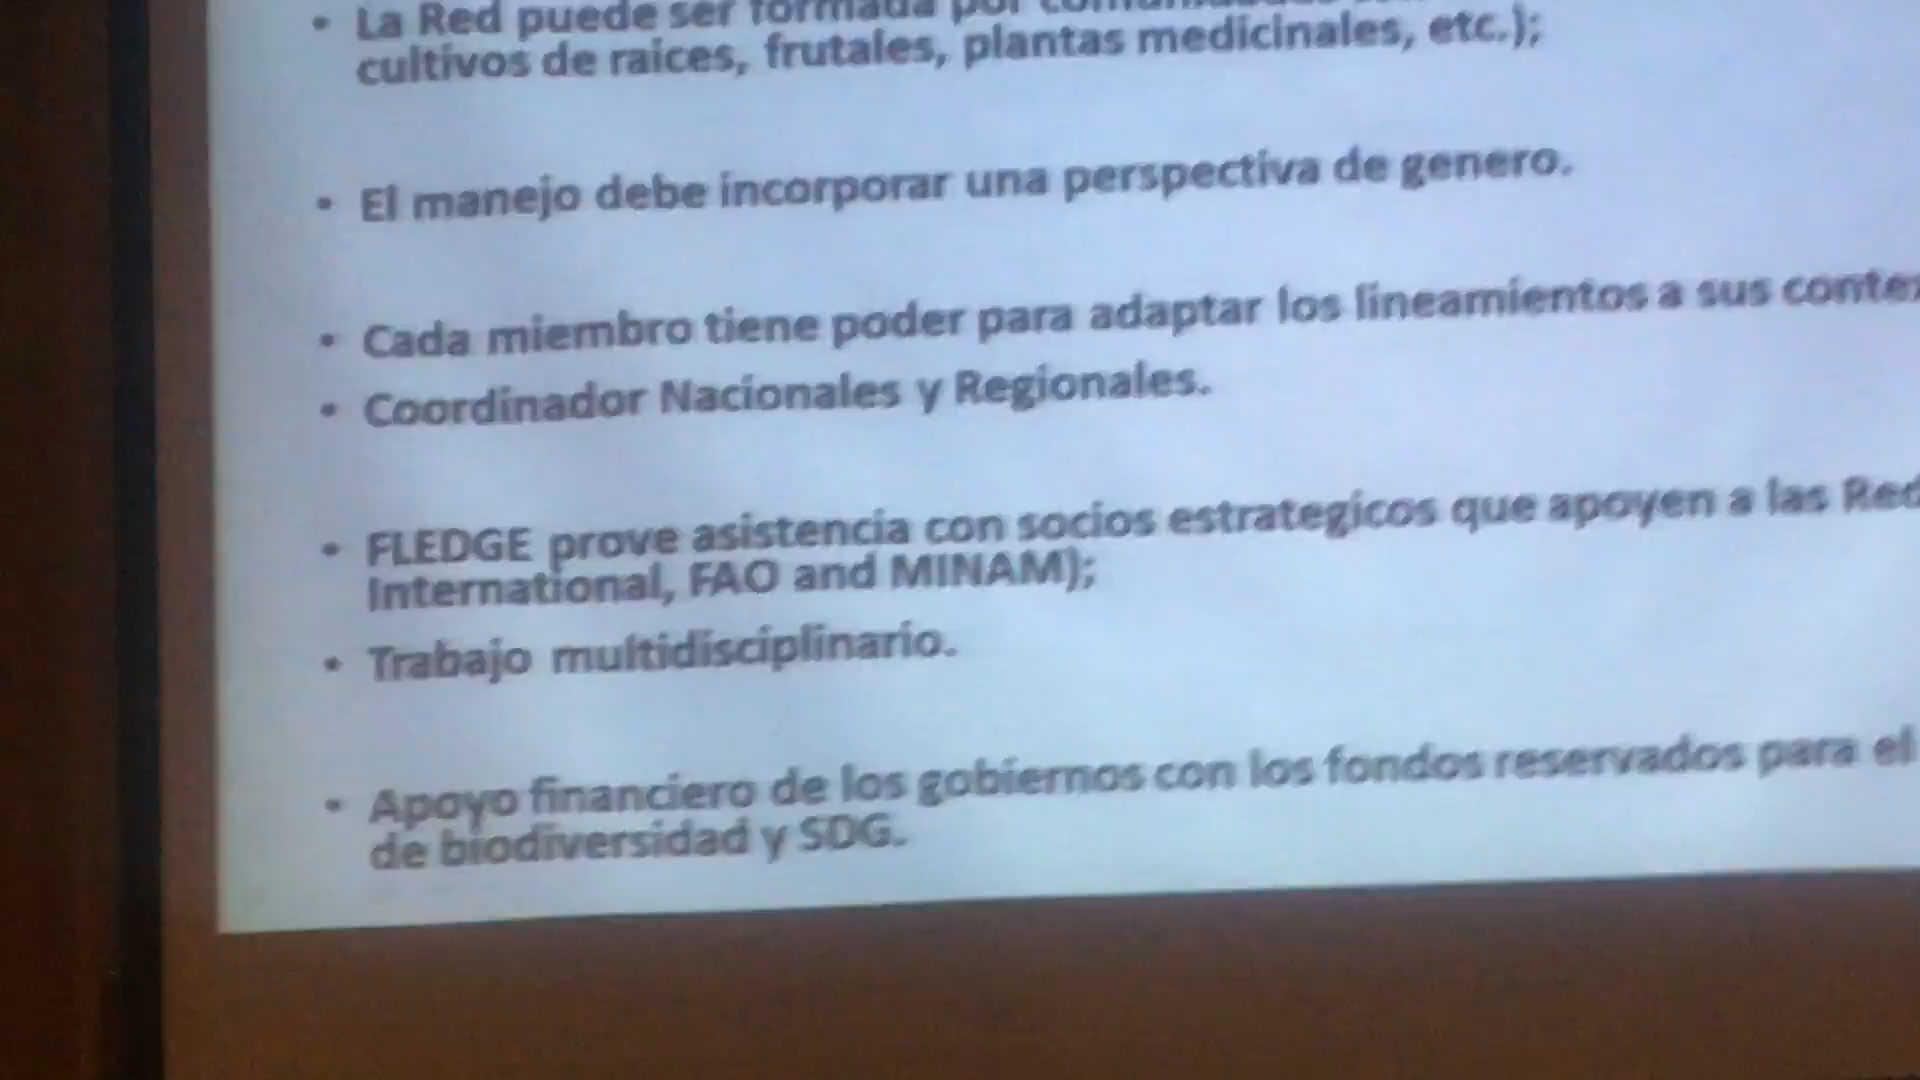 • La Red puede ser formada por
cultivos de raices, frutales, plantas medicinales, etc.);
• El manejo debe incorporar una perspectiva de genero.
• Cada miembro tiene poder para adaptar los lineamientos a sus
• Coordinador Nacionales y Regionales.
• FLEDGE prove asistencia con socios estrategicos que apoyen a las Red
International, FAO and MINAM);
• Trabajo multidisciplinario.
• Apoyo financiero de los gobiernos con los fondos reservados para el
de biodiversidad y SDG.